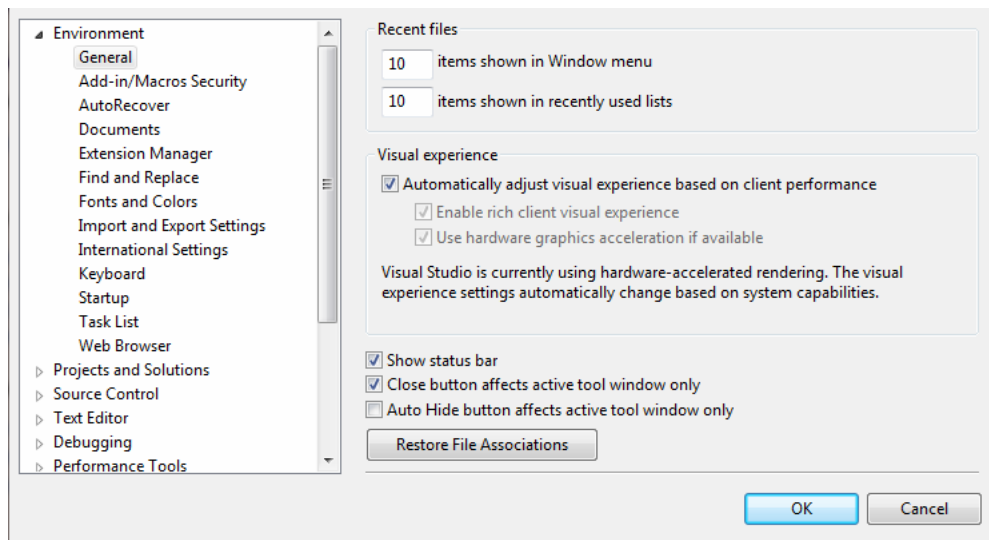 Environment
General
Add-in/Macros Security
AutoRecover
Documents
Extension Manager
Find and Replace
Fonts and Colors
Import and Export Settings
International Settings
Keyboard
Startup
Task List
Web Browser
Projects and Solutions
Source Control
Text Editor
Debugging
Performance Tools
Recent files
10 items shown in Window menu
10 items shown in recently used lists
Visual experience
Automatically adjust visual experience based on client performance
Enable rich client visual experience
Use hardware graphics acceleration if available
Visual Studio is currently using hardware-accelerated rendering. The visual
experience settings automatically change based on system capabilities.
Show status bar
Close button affects active tool window only
Auto Hide button affects active tool window only
Restore File Associations
OK Cancel